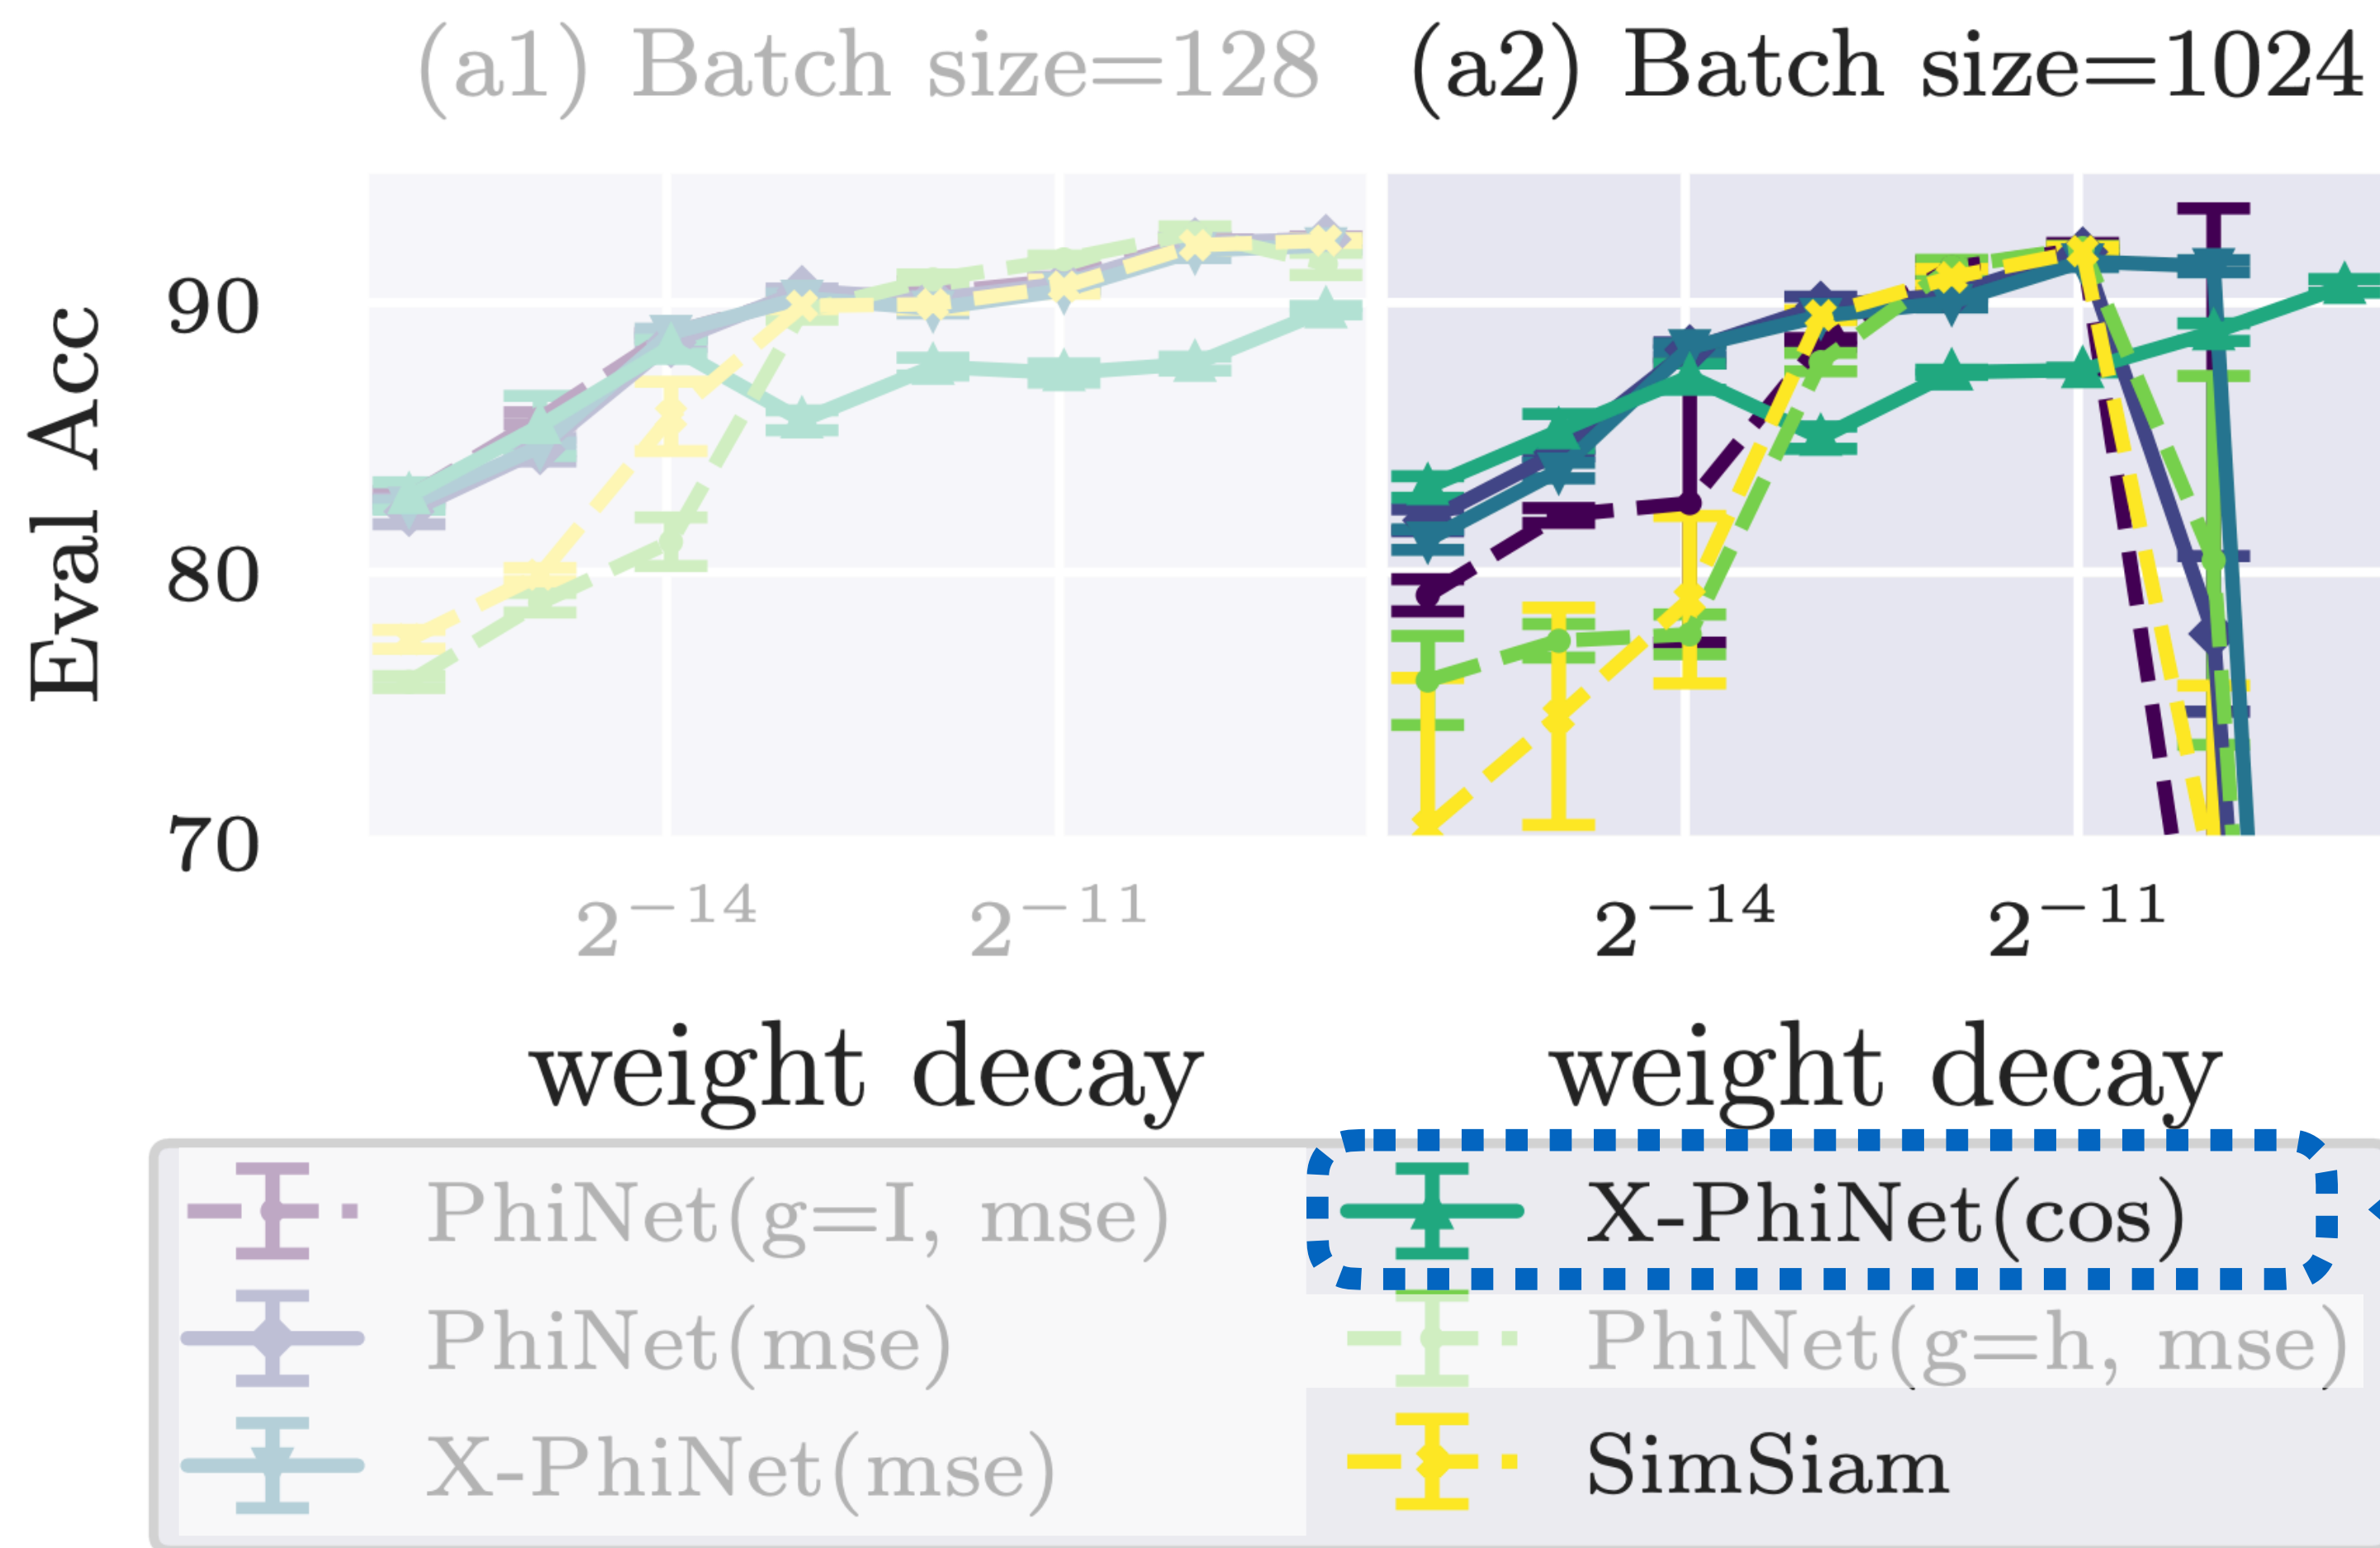 (a1) Batch size=128 (a2) Batch size=1024
Eval Acc
90
80
70
2^{-14} 2^{-11} 2^{-14} 2^{-11}
weight decay weight decay
PhiNet(g=I, mse)
PhiNet(mse)
X-PhiNet(mse)
X-PhiNet(cos)
PhiNet(g=h, mse)
SimSiam